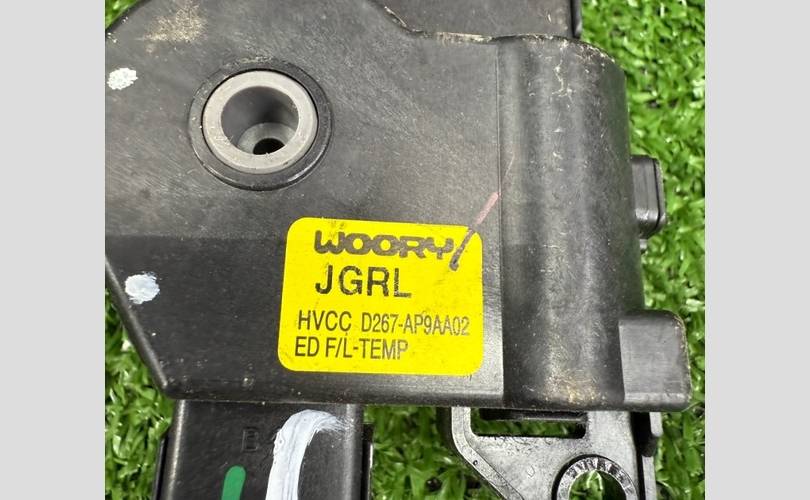 WOORY
JGRL
HVCC D267-AP9AA02
ED F/L-TEMP